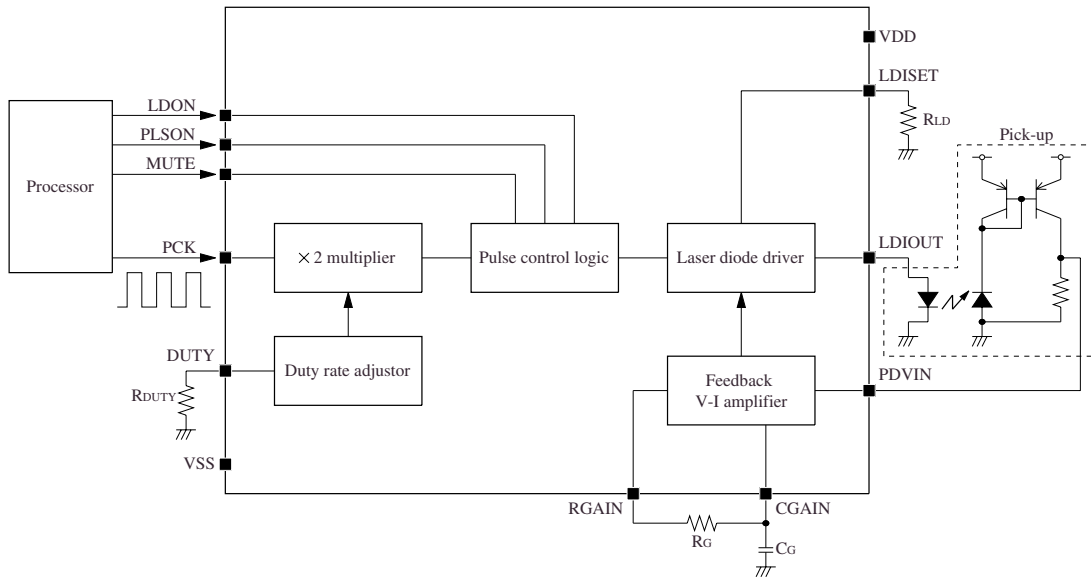 VDD
LDISET
RLD
Pick-up
LDON
PLSON
MUTE
Processor
PCK
× 2 multiplier
Pulse control logic
Laser diode driver
LDIOUT
DUTY
RDUTY
Duty rate adjustor
Feedback
V-I amplifier
PDVIN
VSS
RGAIN
CGAIN
RG
CG